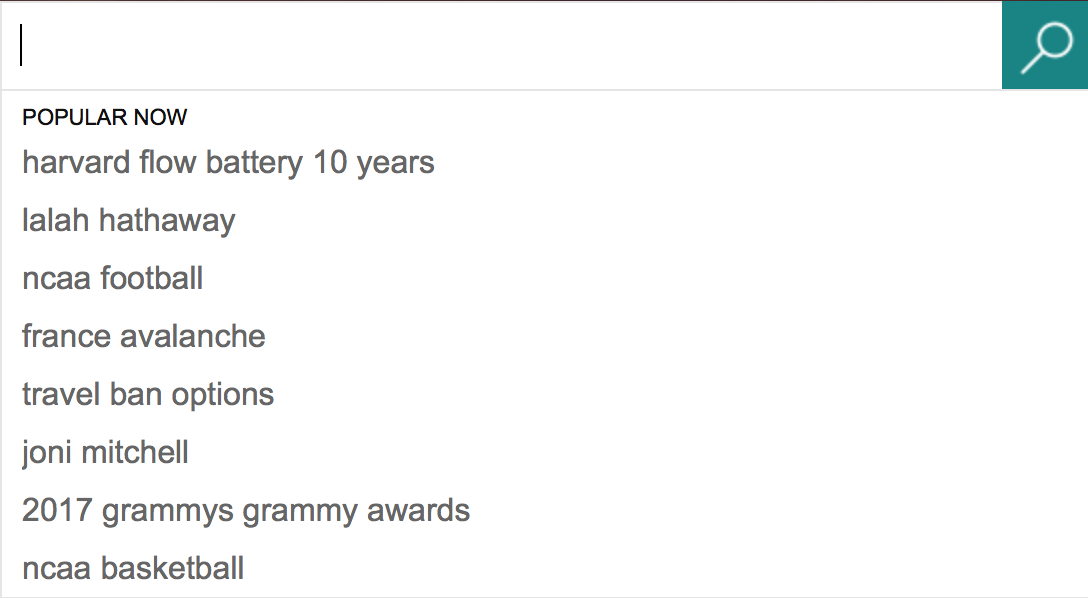 POPULAR NOW
harvard flow battery 10 years
lalah hathaway
ncaa football
france avalanche
travel ban options
joni mitchell
2017 grammys grammy awards
ncaa basketball